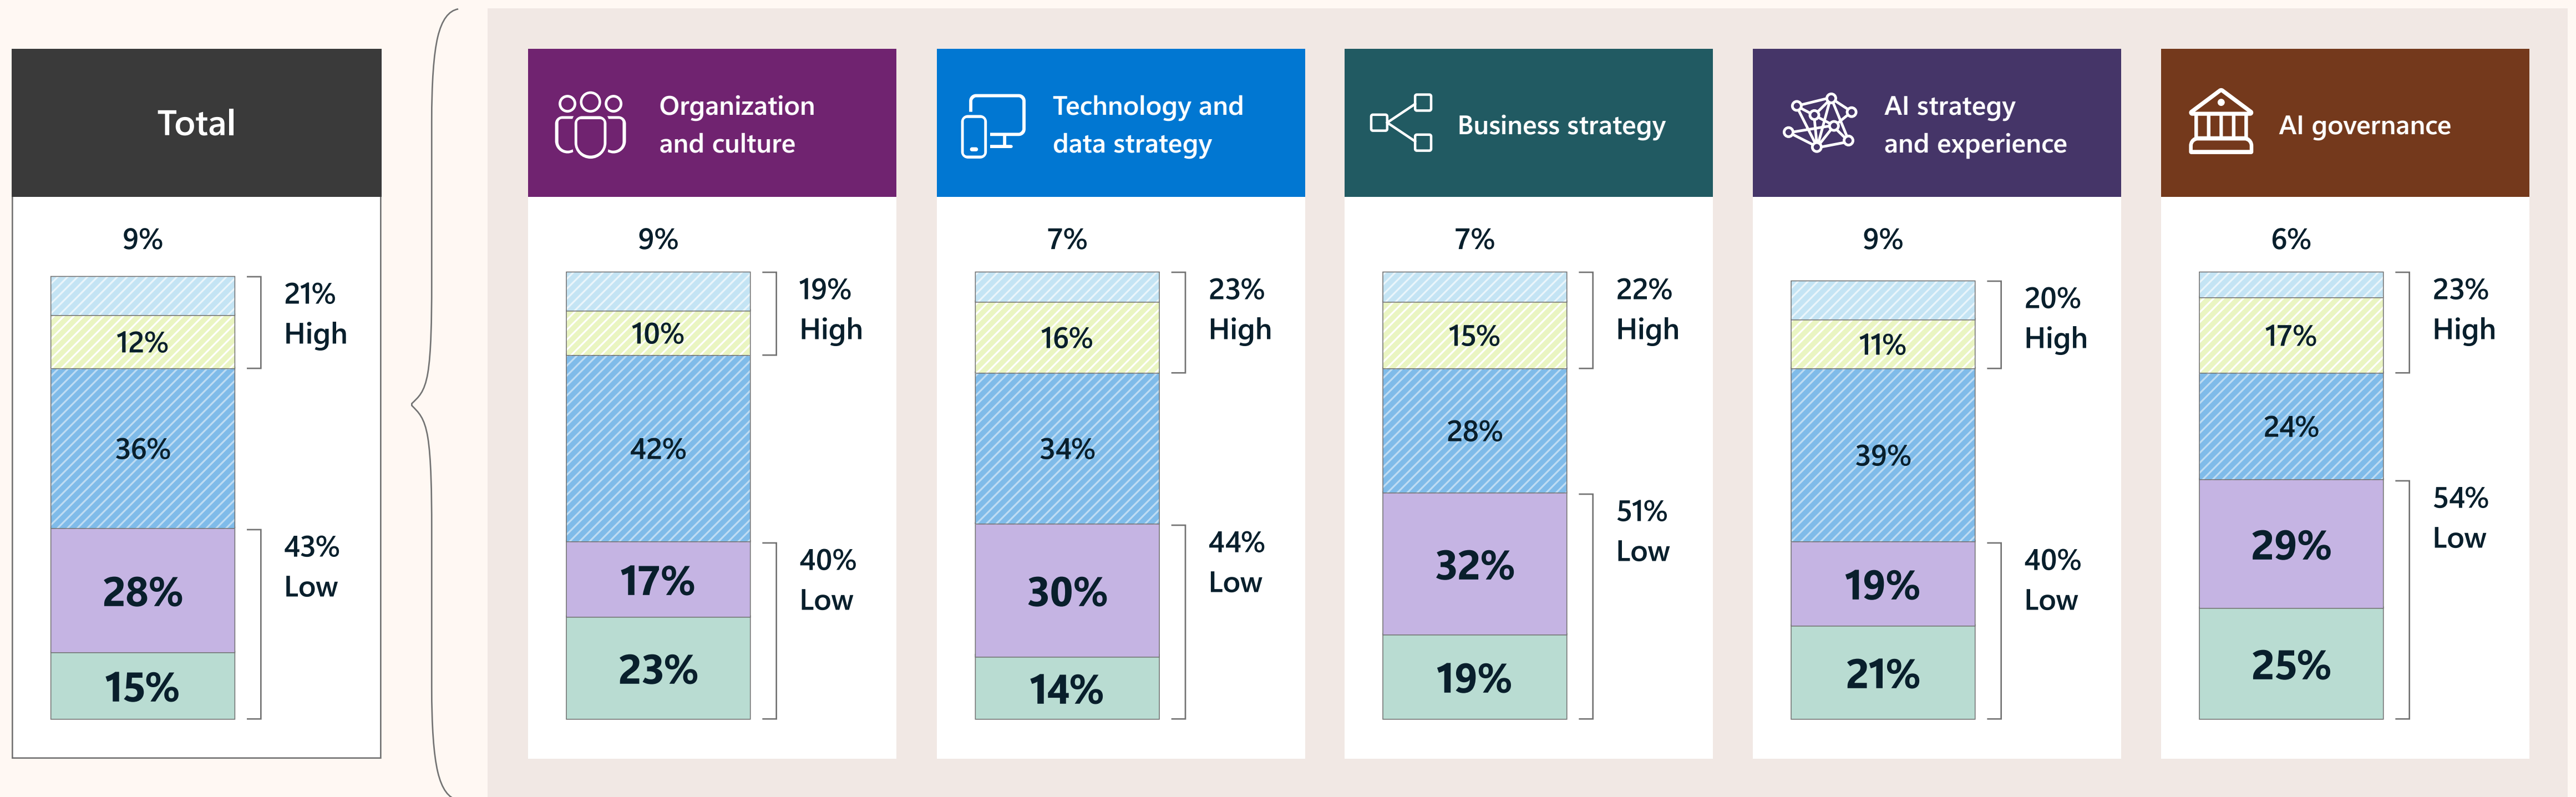 Total
9%
21%
High
12%
36%
43%
Low
28%
15%
Organization
and culture
9%
19%
High
10%
42%
40%
Low
17%
23%
Technology and
data strategy
7%
23%
High
16%
34%
44%
Low
30%
14%
Business strategy
7%
22%
High
15%
28%
51%
Low
32%
19%
AI strategy
and experience
9%
20%
High
11%
39%
40%
Low
19%
21%
AI governance
6%
23%
High
17%
24%
54%
Low
29%
25%